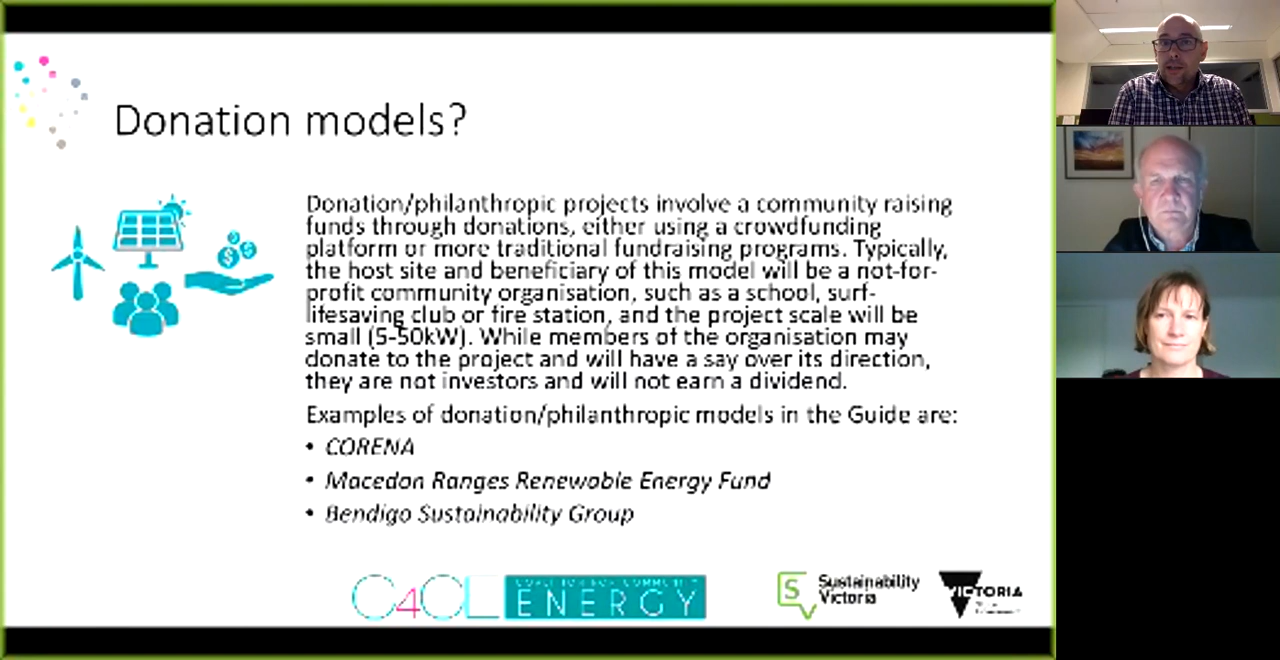 Donation models?
Donation/philanthropic projects involve a community raising
funds through donations, either using a crowdfunding
platform or more traditional fundraising programs. Typically,
the host site and beneficiary of this model will be a not-for-
profit community organisation, such as a school, surf-
lifesaving club or fire station, and the project scale will be
small (5-50kW). While members of the organisation may
donate to the project and will have a say over its direction,
they are not investors and will not earn a dividend.
Examples of donation/philanthropic models in the Guide are:
• CORENA
• Macedon Ranges Renewable Energy Fund
• Bendigo Sustainability Group
C4CE
COALITION FOR COMMUNITY
ENERGY
Sustainability
Victoria
VICTORIA